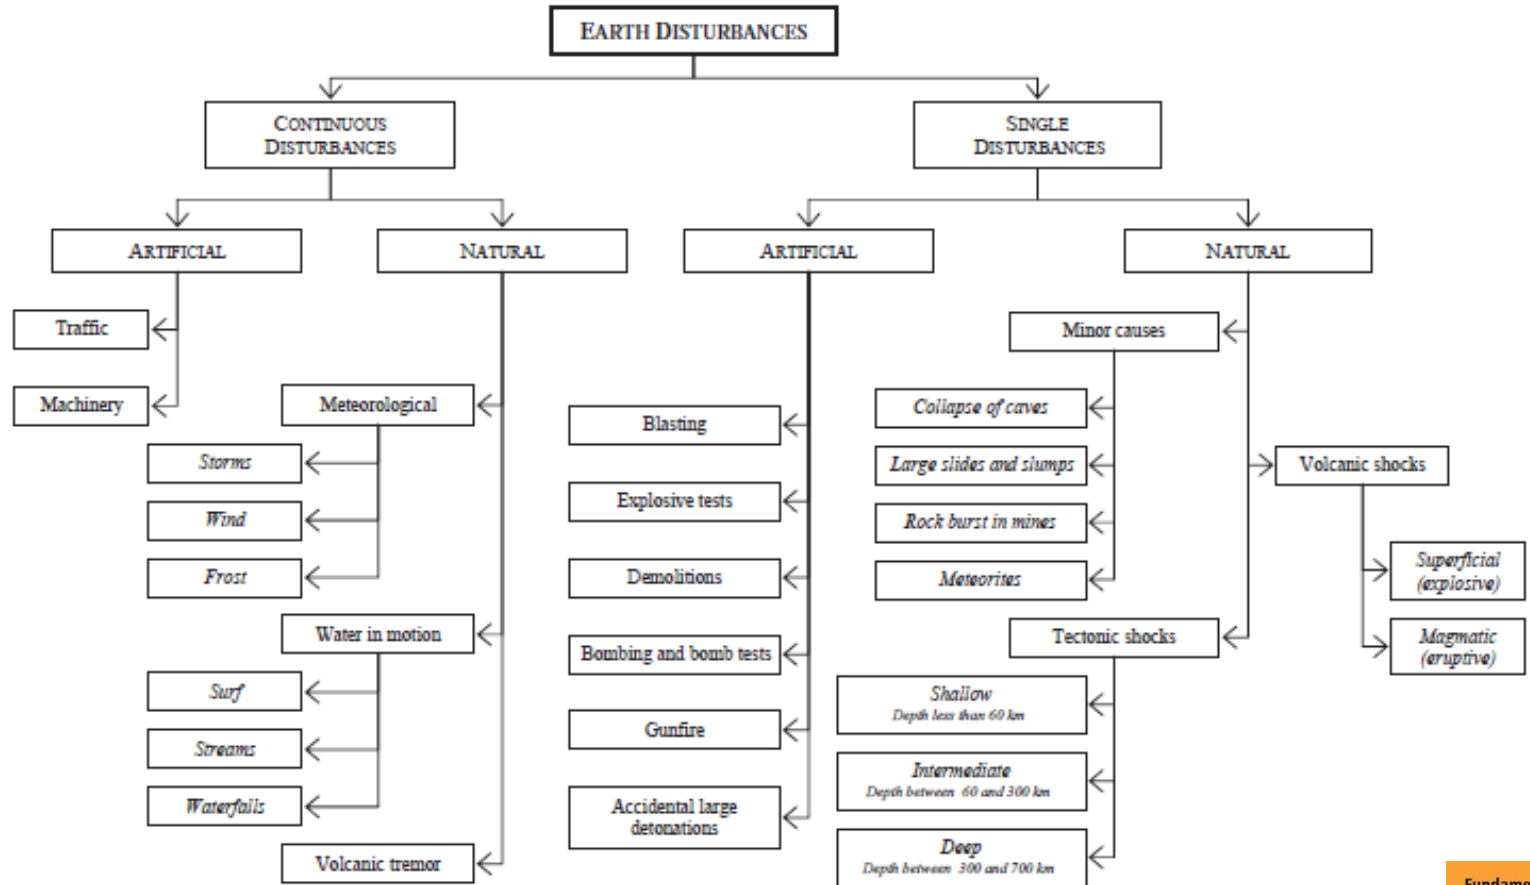 EARTH DISTURBANCES
CONTINUOUS
DISTURBANCES
SINGLE
DISTURBANCES
ARTIFICIAL
NATURAL
ARTIFICIAL
NATURAL
Traffic
Machinery
Meteorological
Storms
Wind
Frost
Water in motion
Surf
Streams
Waterfalls
Volcanic tremor
Blasting
Explosive tests
Demolitions
Bombing and bomb tests
Gunfire
Accidental large
detonations
Minor causes
Collapse of caves
Large slides and slumps
Rock burst in mines
Meteorites
Tectonic shocks
Shallow
Depth less than 60 km
Intermediate
Depth between 60 and 300 km
Deep
Depth between 300 and 700 km
Volcanic shocks
Superficial
(explosive)
Magmatic
(eruptive)